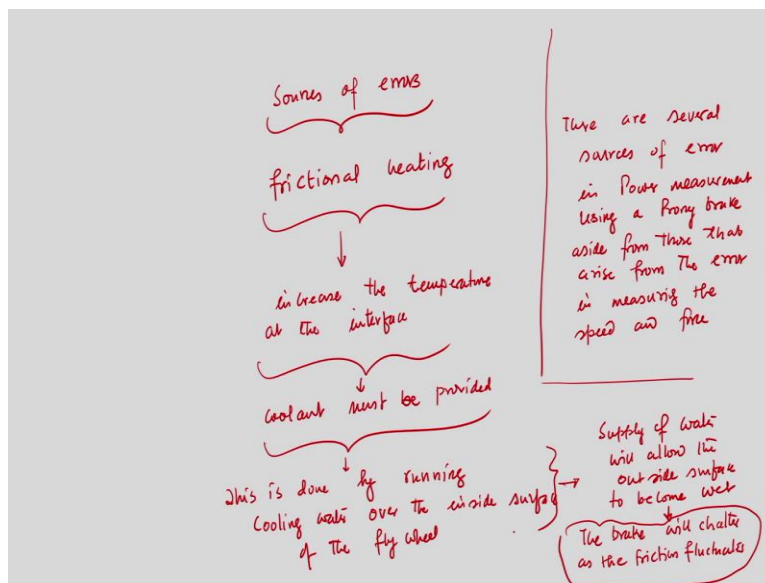 Sources of errors
frictional heating
increase the temperature
at the interface
coolant must be provided
This is done by running
Cooling water over the inside surface
of the fly wheel
Supply of water
will allow the
outside surface
to become wet
The brake will chatter
as the friction fluctuates
There are several
sources of error
in Power measurement
Using a Prony brake
aside from those that
arise from the error
in measuring the
speed and force